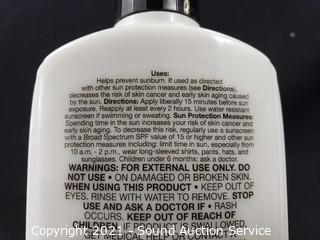 Uses:
Helps prevent sunburn. If used as directed
with other sun protection measures (see Directions),
decreases the risk of skin cancer and early skin aging caused
by the sun. Directions: Apply liberally 15 minutes before sun
exposure. Reapply at least every 2 hours. Use water resistant
sunscreen if swimming or sweating. Sun Protection Measures:
Spending time in the sun increases your risk of skin cancer and
early skin aging. To decrease this risk, regularly use a sunscreen
with a Broad Spectrum SPF value of 15 or higher and other sun
protection measures including: limit time in sun, especially from
10 a.m. - 2 p.m., wear long-sleeved shirts, pants, hats, and
sunglasses. Children under 6 months: ask a doctor.
WARNINGS: FOR EXTERNAL USE ONLY. DO
NOT USE • ON DAMAGED OR BROKEN SKIN.
WHEN USING THIS PRODUCT • KEEP OUT OF
EYES. RINSE WITH WATER TO REMOVE. STOP
USE AND ASK A DOCTOR IF • RASH
OCCURS. KEEP OUT OF REACH OF
CHILDREN. SWALLOWED,
GET MEDICAL HELP OR CONTACT
Copyright 2021 - Sound Auction Service